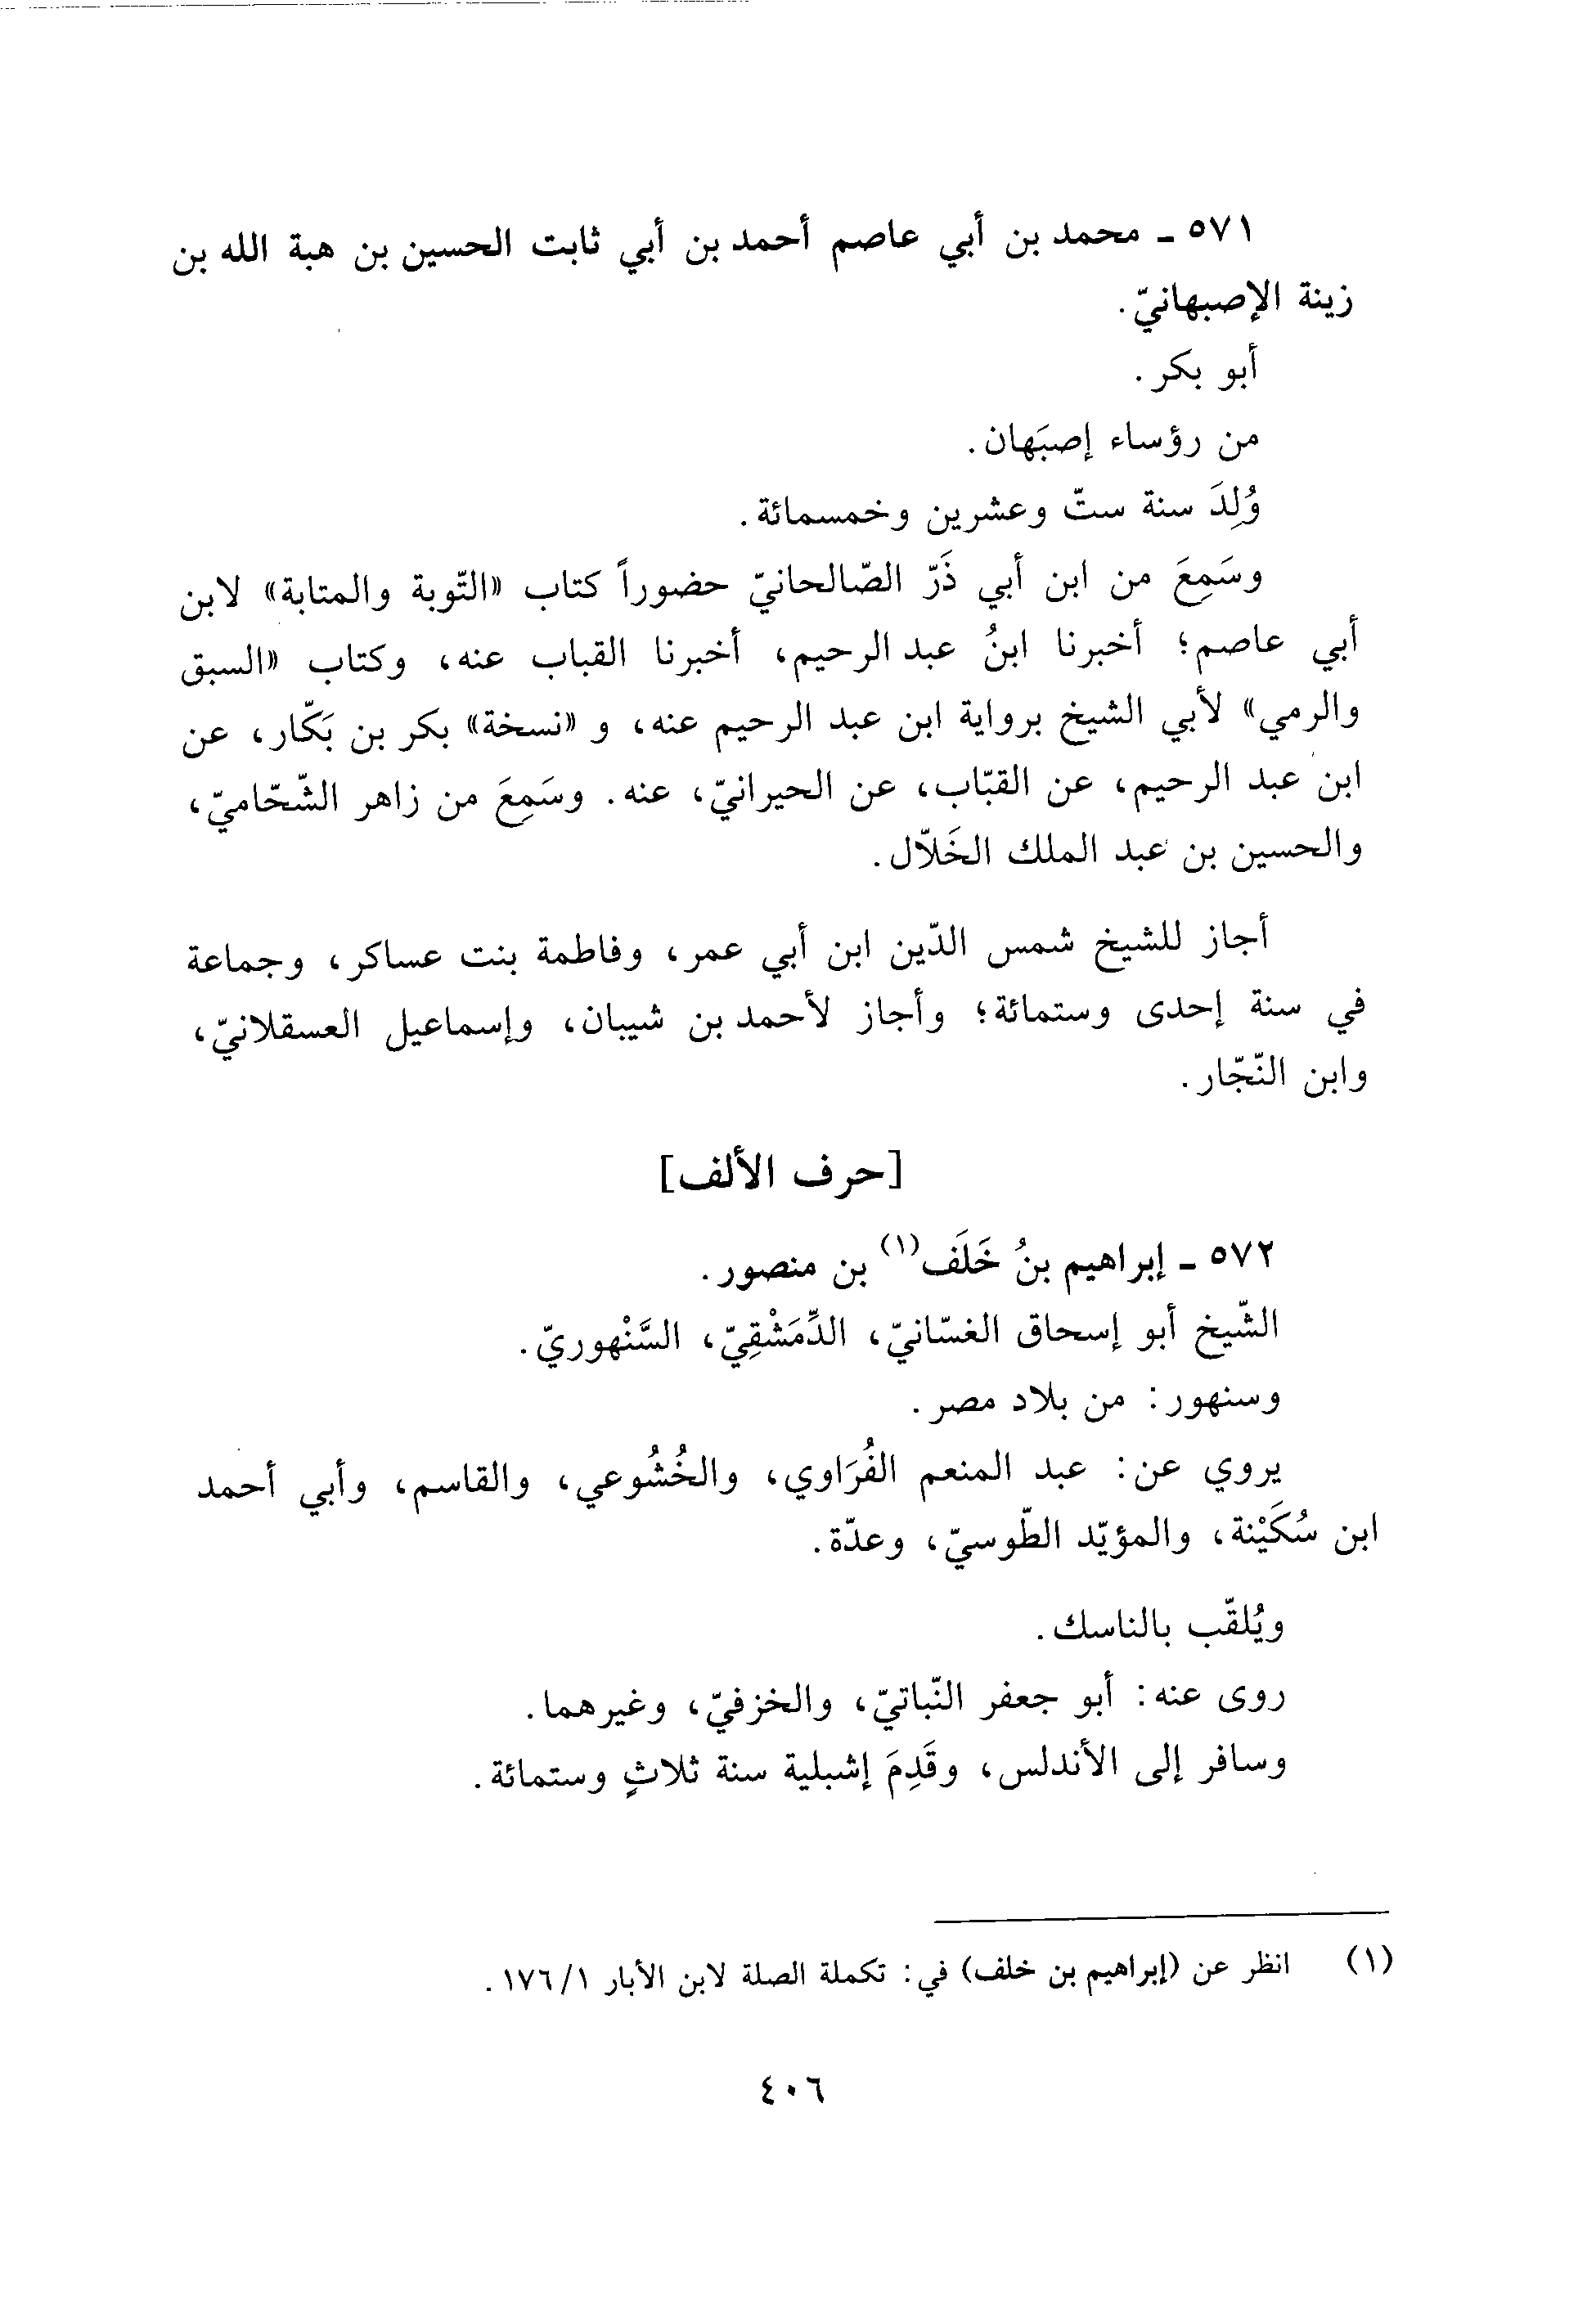 ٥٧١ ـ محمد بن أبي عاصم أحمد بن أبي ثابت الحسين بن هبة الله بن
زينة الإصبهانيّ.
أبو بكر.
من رؤساء إصبَهان.
وُلِدَ سنة ستّ وعشرين وخمسمائة.
وسَمِعَ من ابن أبي ذَرّ الصّالحانيّ حضوراً كتاب «التّوبة والمتابة» لابن
أبي عاصم؛ أخبرنا ابنُ عبد الرحيم، أخبرنا القباب عنه، وكتاب «السبق
والرمي» لأبي الشيخ برواية ابن عبد الرحيم عنه، و «نسخة» بكر بن بَكّار، عن
ابن عبد الرحيم، عن القبّاب، عن الحيرانيّ، عنه. وسَمِعَ من زاهر الشّحّاميّ،
والحسين بن عبد الملك الخَلاّل.
أجاز للشيخ شمس الدّين ابن أبي عمر، وفاطمة بنت عساكر، وجماعة
في سنة إحدى وستمائة؛ وأجاز لأحمد بن شيبان، وإسماعيل العسقلانيّ،
وابن النّجّار.
[حرف الألف]
٥٧٢ ـ إبراهيم بنُ خَلَف(١) بن منصور.
الشّيخ أبو إسحاق الغسّانيّ، الدِّمَشْقِيّ، السَّنْهوريّ.
وسنهور: من بلاد مصر.
يروي عن: عبد المنعم الفُرَاوي، والخُشُوعي، والقاسم، وأبي أحمد
ابن سُكَيْنة، والمؤيّد الطّوسيّ، وعدّة.
ويُلقّب بالناسك.
روى عنه: أبو جعفر النّباتيّ، والخزفيّ، وغيرهما.
وسافر إلى الأندلس، وقَدِمَ إشبلية سنة ثلاثٍ وستمائة.
(١) انظر عن (إبراهيم بن خلف) في: تكملة الصلة لابن الأبار ١/١٧٦.
٤٠٦